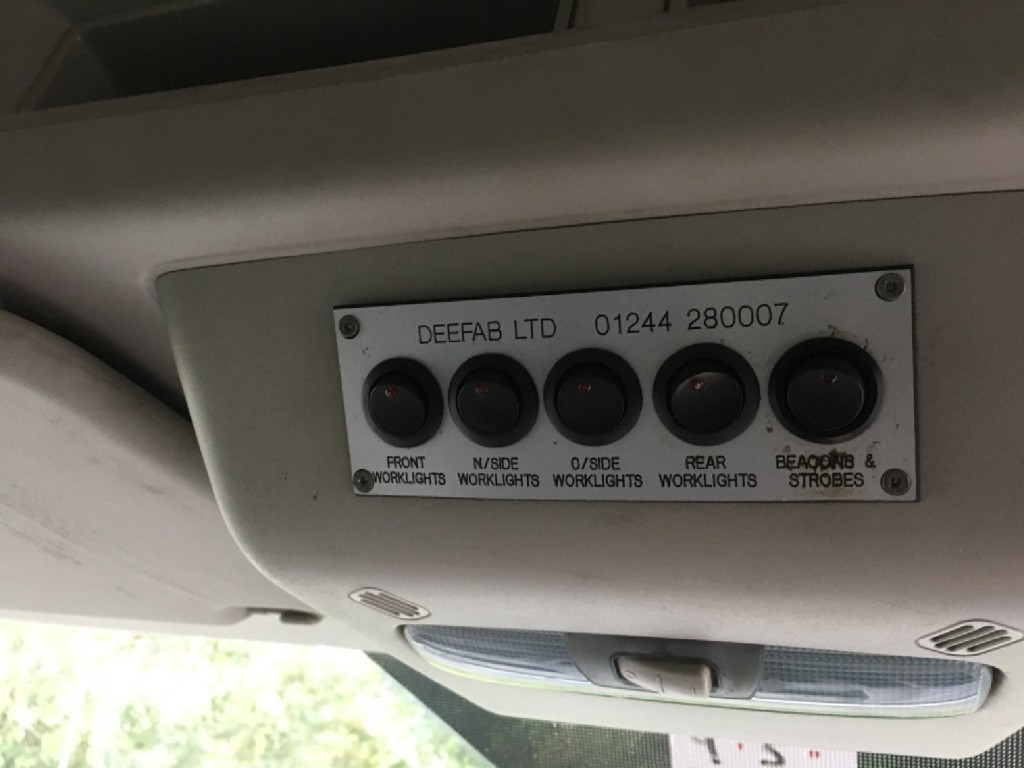 DEEFAB LTD 01244 280007
FRONT WORKLIGHTS
N/SIDE WORKLIGHTS
O/SIDE WORKLIGHTS
REAR WORKLIGHTS
BEACONS & STROBES